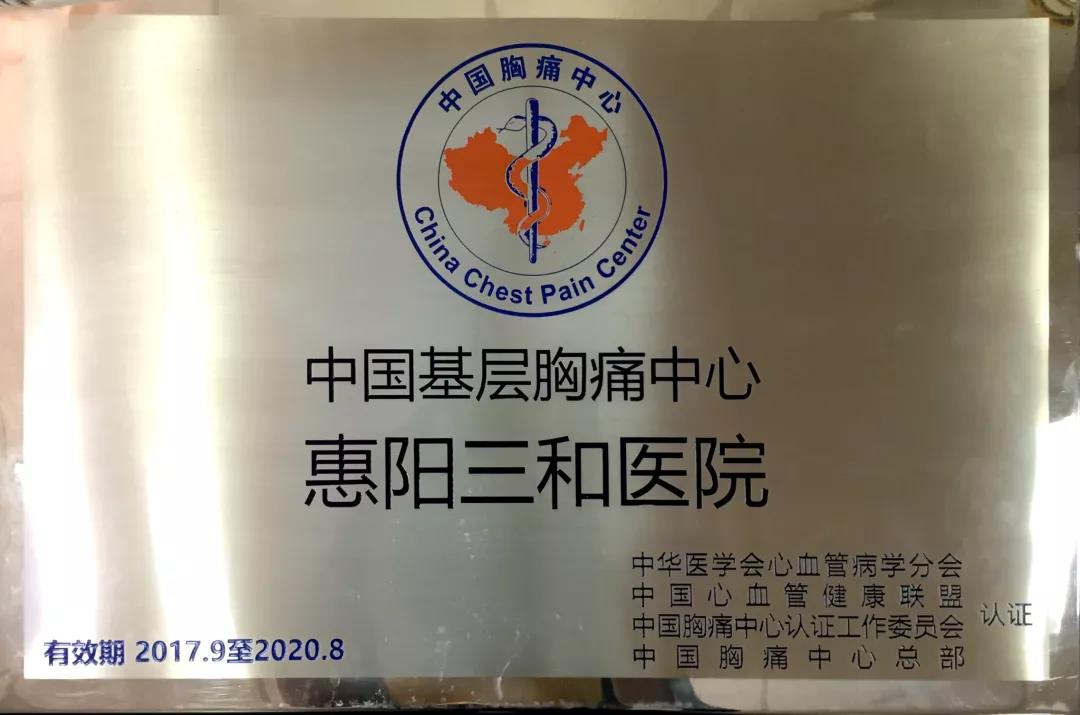 中国胸痛中心
China Chest Pain Center
中国基层胸痛中心
惠阳三和医院
中华医学会心血管病学分会
中国心血管健康联盟
中国胸痛中心认证工作委员会
中国胸痛中心总部
认证
有效期 2017.9至2020.8